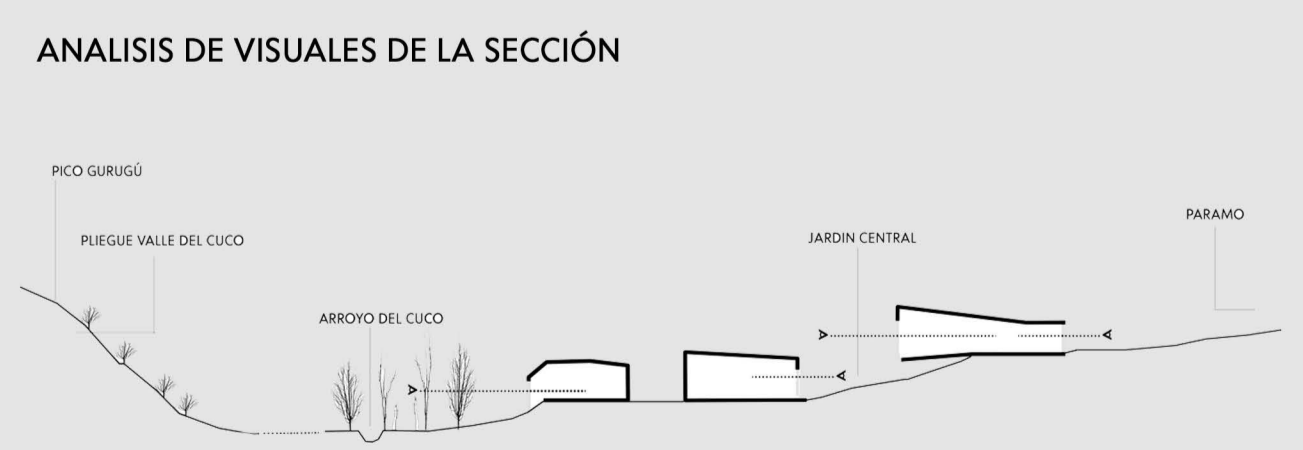 ANALISIS DE VISUALES DE LA SECCIÓN
PICO GURUGÚ
PLIEGUE VALLE DEL CUCO
ARROYO DEL CUCO
JARDIN CENTRAL
PARAMO